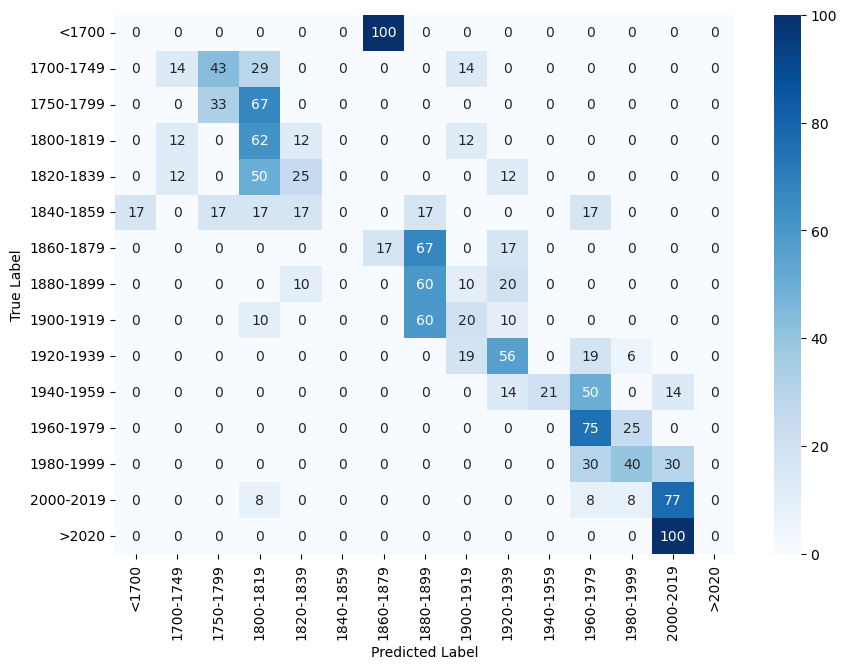 <1700 0 0 0 0 0 0 100 0 0 0 0 0 0 0 0 100
1700-1749 0 14 43 29 0 0 0 0 14 0 0 0 0 0 0
1750-1799 0 0 33 67 0 0 0 0 0 0 0 0 0 0 0
80
1800-1819 0 12 0 62 12 0 0 0 12 0 0 0 0 0 0
1820-1839 0 12 0 50 25 0 0 0 0 12 0 0 0 0 0
1840-1859 17 0 17 17 17 0 0 17 0 0 0 17 0 0 0
60
1860-1879 0 0 0 0 0 0 17 67 0 17 0 0 0 0 0
True Label
1880-1899 0 0 0 0 10 0 0 60 10 20 0 0 0 0 0
1900-1919 0 0 0 10 0 0 0 60 20 10 0 0 0 0 0
40
1920-1939 0 0 0 0 0 0 0 0 19 56 0 19 6 0 0
1940-1959 0 0 0 0 0 0 0 0 0 14 21 50 0 14 0
1960-1979 0 0 0 0 0 0 0 0 0 0 0 75 25 0 0
20
1980-1999 0 0 0 0 0 0 0 0 0 0 0 30 40 30 0
2000-2019 0 0 0 8 0 0 0 0 0 0 0 8 8 77 0
>2020 0 0 0 0 0 0 0 0 0 0 0 0 0 100 0
0
<1700 1700-1749 1750-1799 1800-1819 1820-1839 1840-1859 1860-1879 1880-1899 1900-1919 1920-1939 1940-1959 1960-1979 1980-1999 2000-2019 >2020
Predicted Label